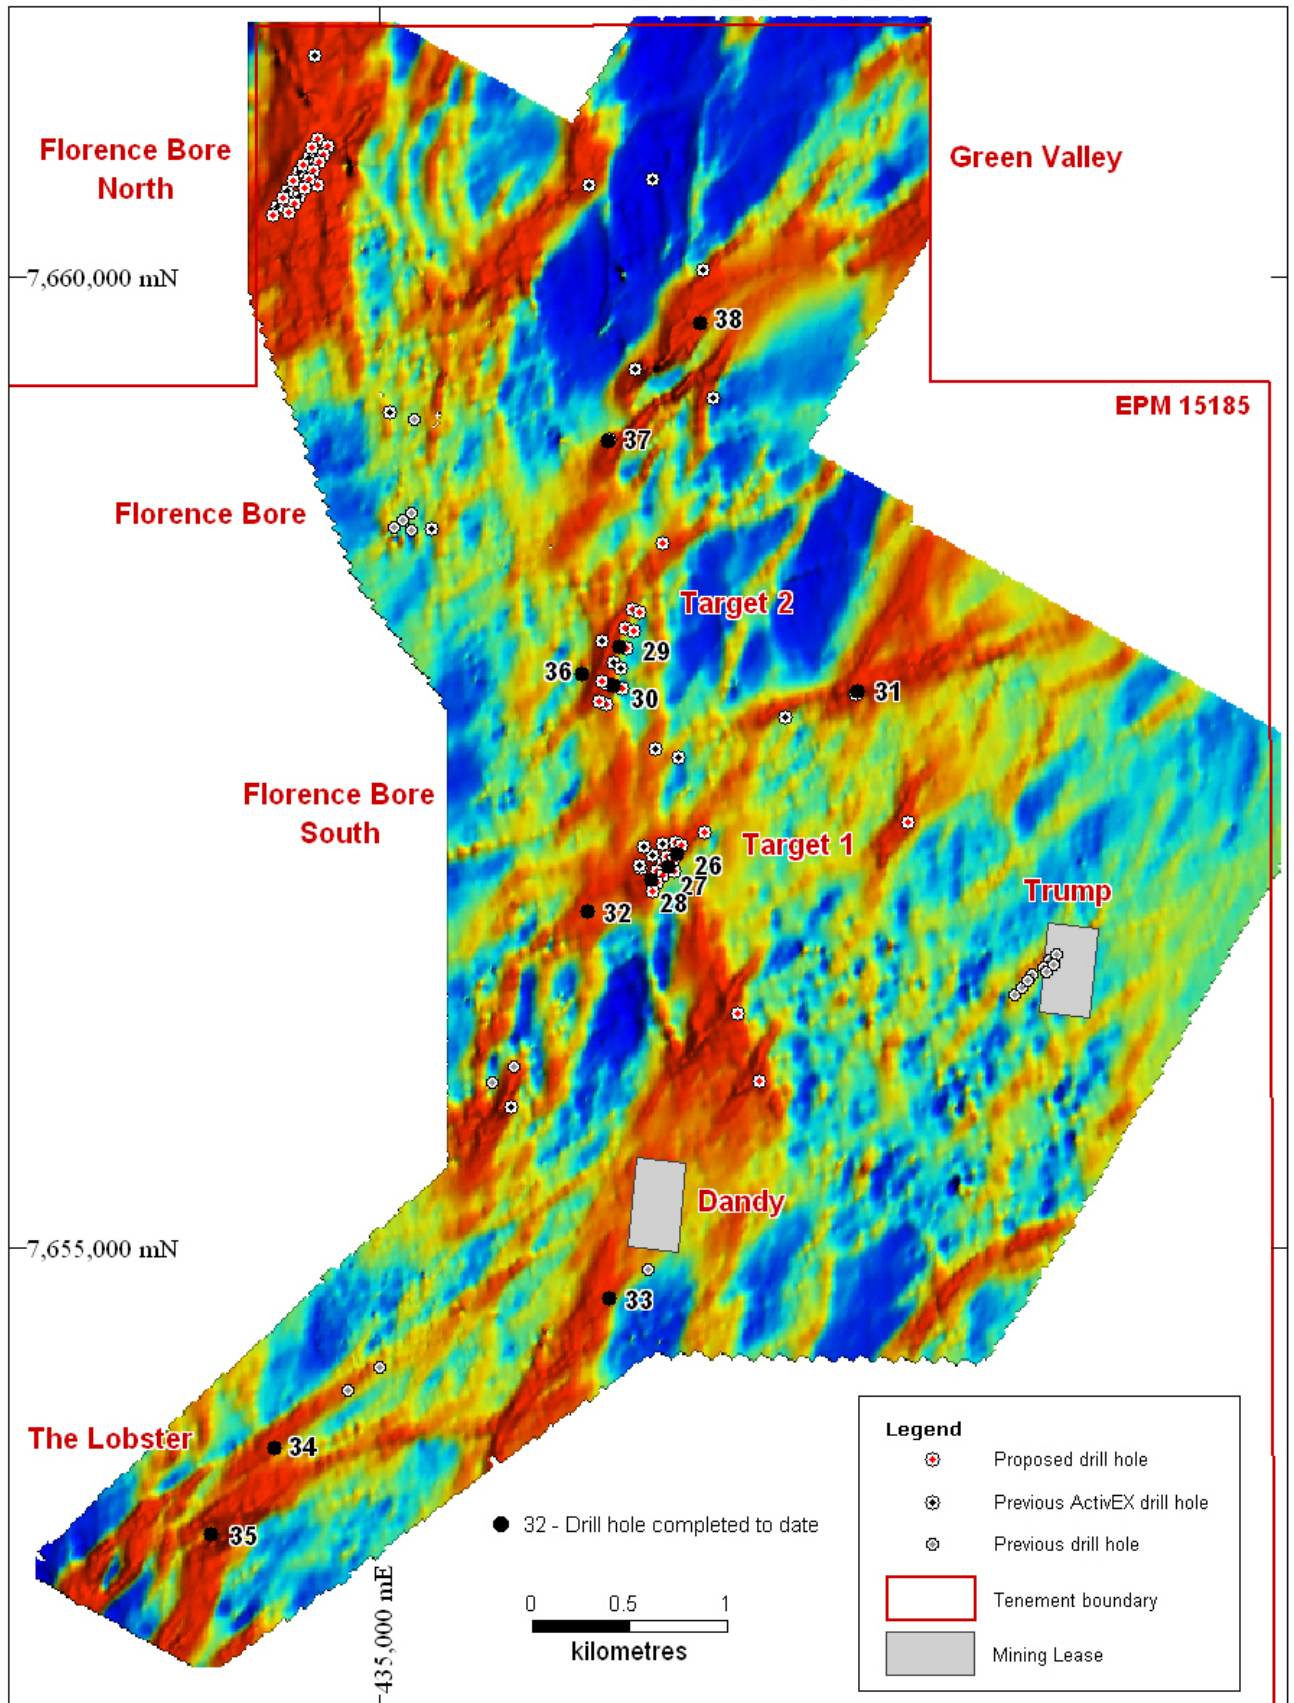 Florence Bore
North
Green Valley
7,660,000 mN
38
EPM 15185
37
Florence Bore
Target 2
29
36
30
31
Florence Bore
South
Target 1
26
27
28
Trump
32
Dandy
7,655,000 mN
33
The Lobster
34
35
32 - Drill hole completed to date
435,000 mE
0 0.5 1
kilometres
Legend
Proposed drill hole
Previous ActivEX drill hole
Previous drill hole
Tenement boundary
Mining Lease